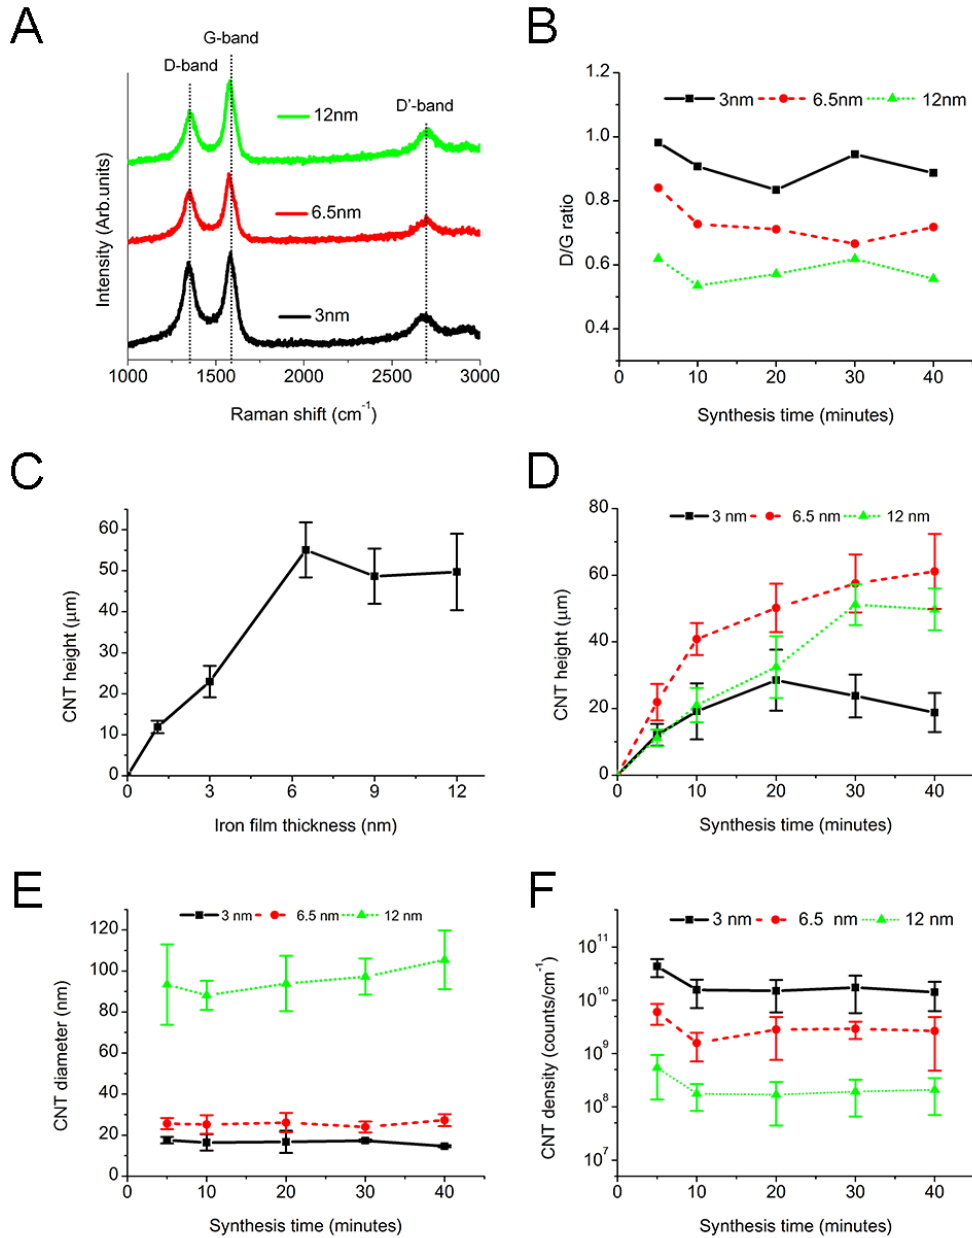 A
G-band
D-band
D'-band
12nm
6.5nm
3nm
Intensity (Arb.units)
1000 1500 2000 2500 3000
Raman shift (cm-1)
B
3nm 6.5nm 12nm
1.2
1.0
0.8
0.6
0.4
D/G ratio
0 10 20 30 40
Synthesis time (minutes)
C
60
50
40
30
20
10
0
CNT height (μm)
0 3 6 9 12
Iron film thickness (nm)
D
3 nm 6.5 nm 12 nm
80
60
40
20
0
CNT height (μm)
0 10 20 30 40
Synthesis time (minutes)
E
3 nm 6.5 nm 12 nm
120
100
80
60
40
20
0
CNT diameter (nm)
0 10 20 30 40
Synthesis time (minutes)
F
3 nm 6.5 nm 12 nm
10^11
10^10
10^9
10^8
10^7
CNT density (counts/cm-1)
0 10 20 30 40
Synthesis time (minutes)